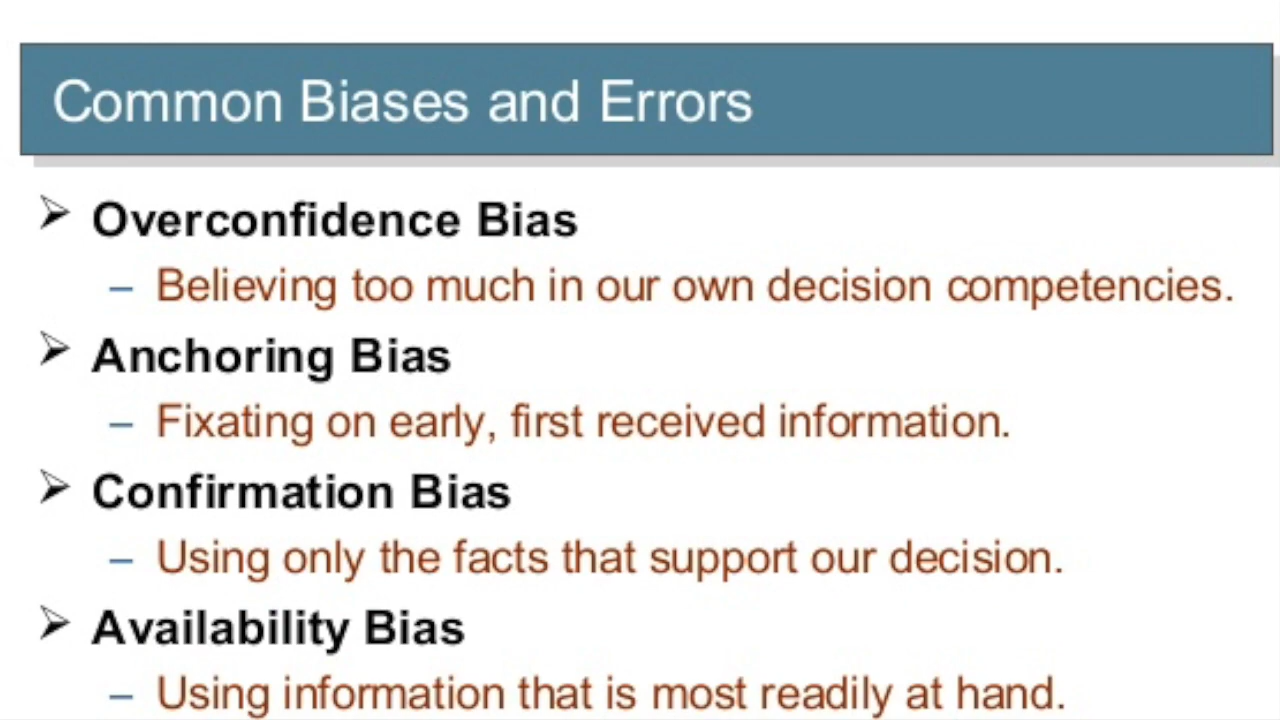 Common Biases and Errors
➢ Overconfidence Bias
– Believing too much in our own decision competencies.
➢ Anchoring Bias
– Fixating on early, first received information.
➢ Confirmation Bias
– Using only the facts that support our decision.
➢ Availability Bias
– Using information that is most readily at hand.